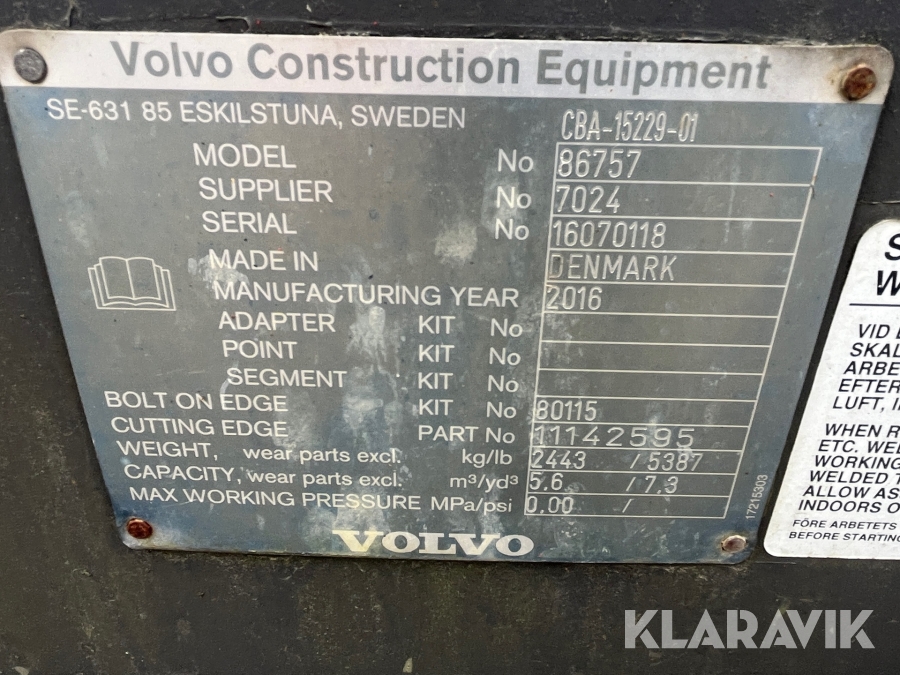 Volvo Construction Equipment
SE-631 85 ESKILSTUNA, SWEDEN CBA-15229-01
MODEL No 86757
SUPPLIER No 7024
SERIAL No 16070118
MADE IN DENMARK
MANUFACTURING YEAR 2016
ADAPTER KIT No
POINT KIT No
SEGMENT KIT No
BOLT ON EDGE KIT No 80115
CUTTING EDGE PART No 11142595
WEIGHT, wear parts excl. kg/lb 2443 / 5387
CAPACITY, wear parts excl. m³/yd³ 5.6 / 7.3
MAX WORKING PRESSURE MPa/psi 0.00 /
17215303
VOLVO
VID
SKAL
ARBE
EFTER
LUFT,
WHEN R
ETC. WEL
WORKING
WELDED T
ALLOW AS
INDOORS O
FÖRE ARBETETS
BEFORE STARTING
KLARAVIK